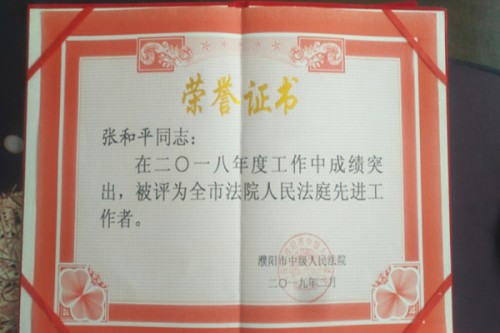 荣誉证书
张和平同志：
在二〇一八年度工作中成绩突
出，被评为全市法院人民法庭先进工
作者。
濮阳市中级人民法院
二〇一九年二月